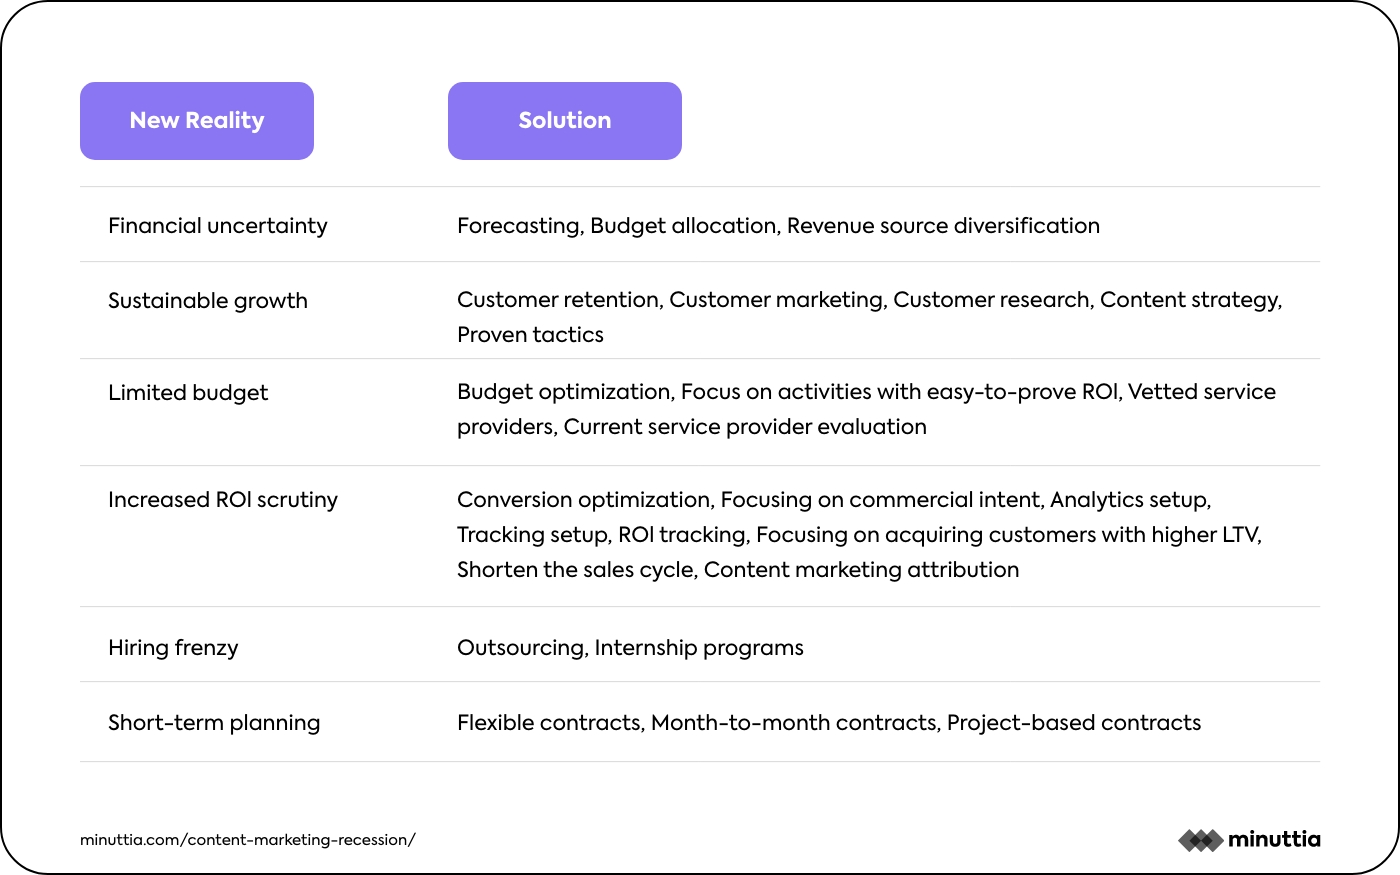 New Reality
Solution
Financial uncertainty
Forecasting, Budget allocation, Revenue source diversification
Sustainable growth
Customer retention, Customer marketing, Customer research, Content strategy,
Proven tactics
Limited budget
Budget optimization, Focus on activities with easy-to-prove ROI, Vetted service
providers, Current service provider evaluation
Increased ROI scrutiny
Conversion optimization, Focusing on commercial intent, Analytics setup,
Tracking setup, ROI tracking, Focusing on acquiring customers with higher LTV,
Shorten the sales cycle, Content marketing attribution
Hiring frenzy
Outsourcing, Internship programs
Short-term planning
Flexible contracts, Month-to-month contracts, Project-based contracts
minuttia.com/content-marketing-recession/
minuttia